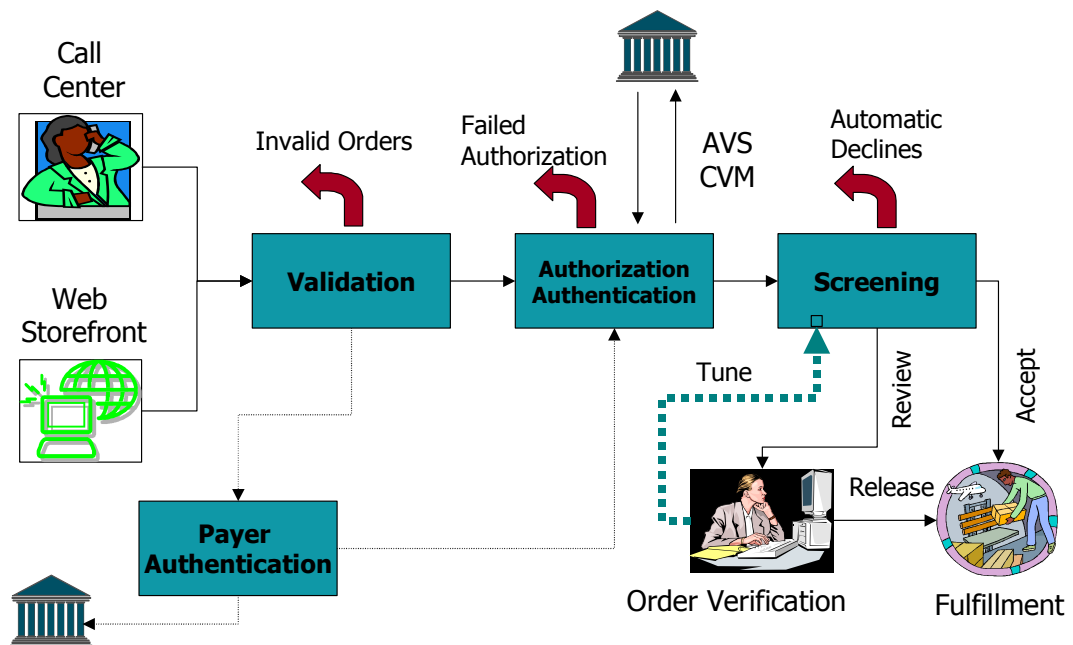 Call
Center
Invalid Orders
Failed
Authorization
AVS
CVM
Automatic
Declines
Validation
Authorization
Authentication
Screening
Web
Storefront
Tune
Review
Accept
Release
Payer
Authentication
Order Verification
Fulfillment